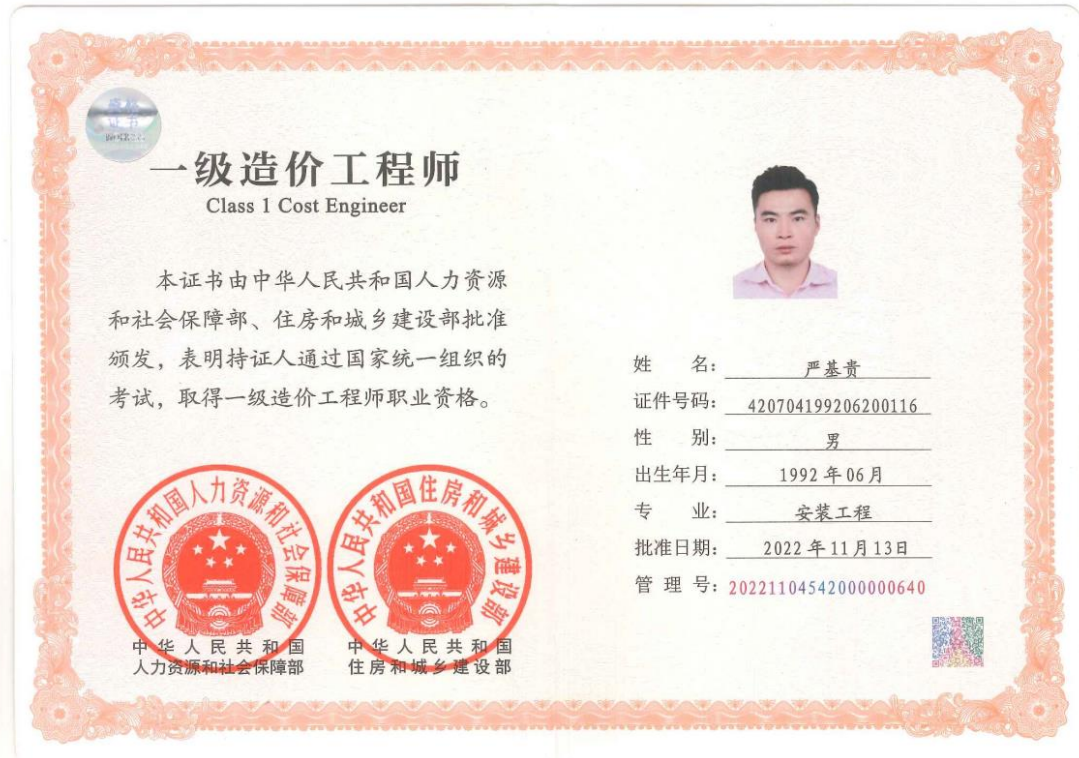 一级造价工程师
Class 1 Cost Engineer
本证书由中华人民共和国人力资源
和社会保障部、住房和城乡建设部批准
颁发，表明持证人通过国家统一组织的
考试，取得一级造价工程师职业资格。
中华人民共和国人力资源和社会保障部
中华人民共和国住房和城乡建设部
中华人民共和国
人力资源和社会保障部
中华人民共和国
住房和城乡建设部
姓名：严基贵
证件号码：420704199206200116
性别：男
出生年月：1992年06月
专业：安装工程
批准日期：2022年11月13日
管理号：20221104542000000640